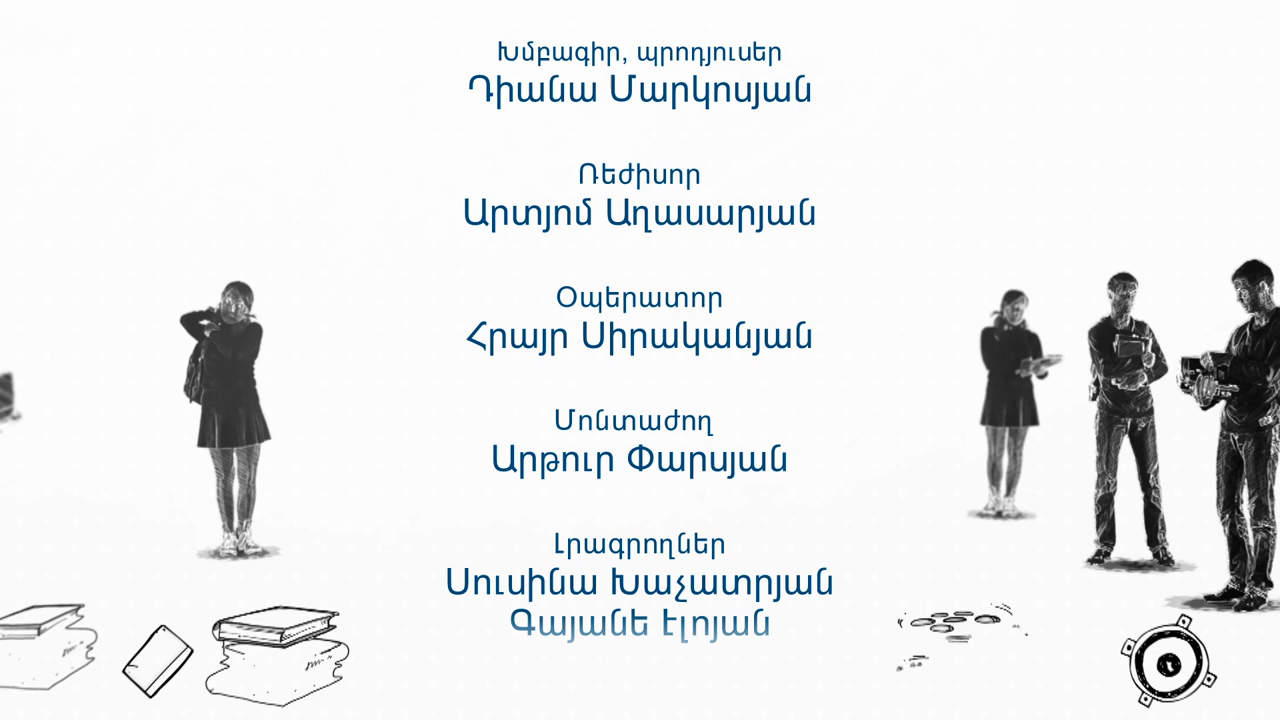 Խմբագիր, պրոդյուսեր
Դիանա Մարկոսյան
Ռեժիսոր
Արտյոմ Աղասարյան
Օպերատոր
Հրայր Սիրականյան
Մոնտաժող
Արթուր Փարսյան
Լրագրողներ
Սուսինա Խաչատրյան
Գայանե Էլոյան